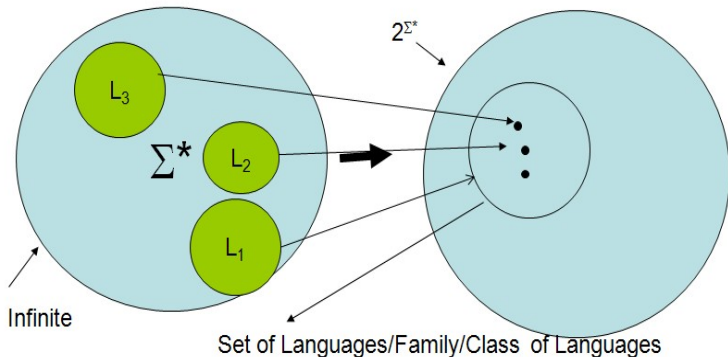 2^Σ*
L₃
Σ*
L₂
L₁
Infinite
Set of Languages/Family/Class of Languages